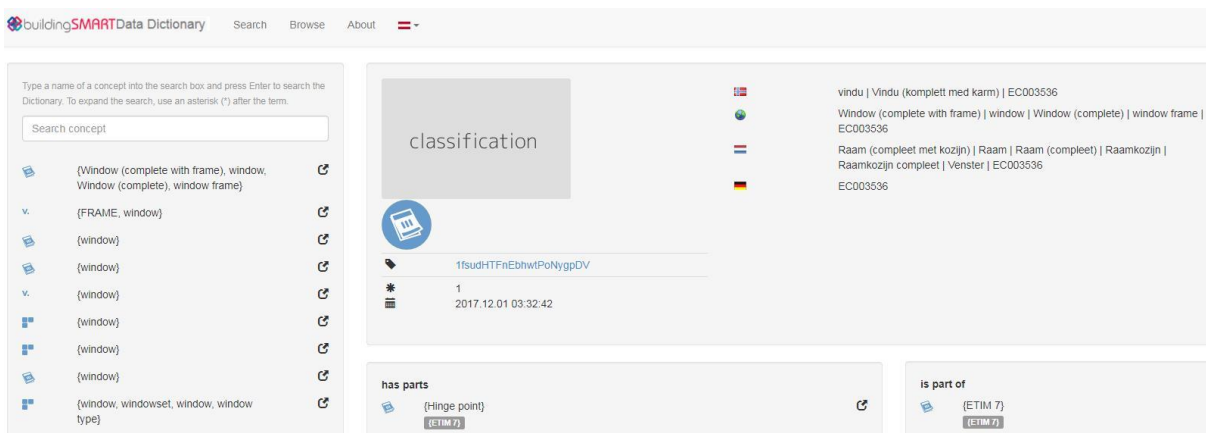 buildingSMARTData Dictionary Search Browse About
Type a name of a concept into the search box and press Enter to search the
Dictionary. To expand the search, use an asterisk (*) after the term.
Search concept
{Window (complete with frame), window,
Window (complete), window frame}
v. {FRAME, window}
{window}
{window}
v. {window}
{window}
{window}
{window}
{window, windowset, window, window
type}
classification
1fsudHTFnEbhwtPoNygpDV
1
2017.12.01 03:32:42
vindu | Vindu (komplett med karm) | EC003536
Window (complete with frame) | window | Window (complete) | window frame |
EC003536
Raam (compleet met kozijn) | Raam | Raam (compleet) | Raamkozijn |
Raamkozijn compleet | Venster | EC003536
EC003536
has parts
{Hinge point}
{ETIM 7}
is part of
{ETIM 7}
{ETIM 7}